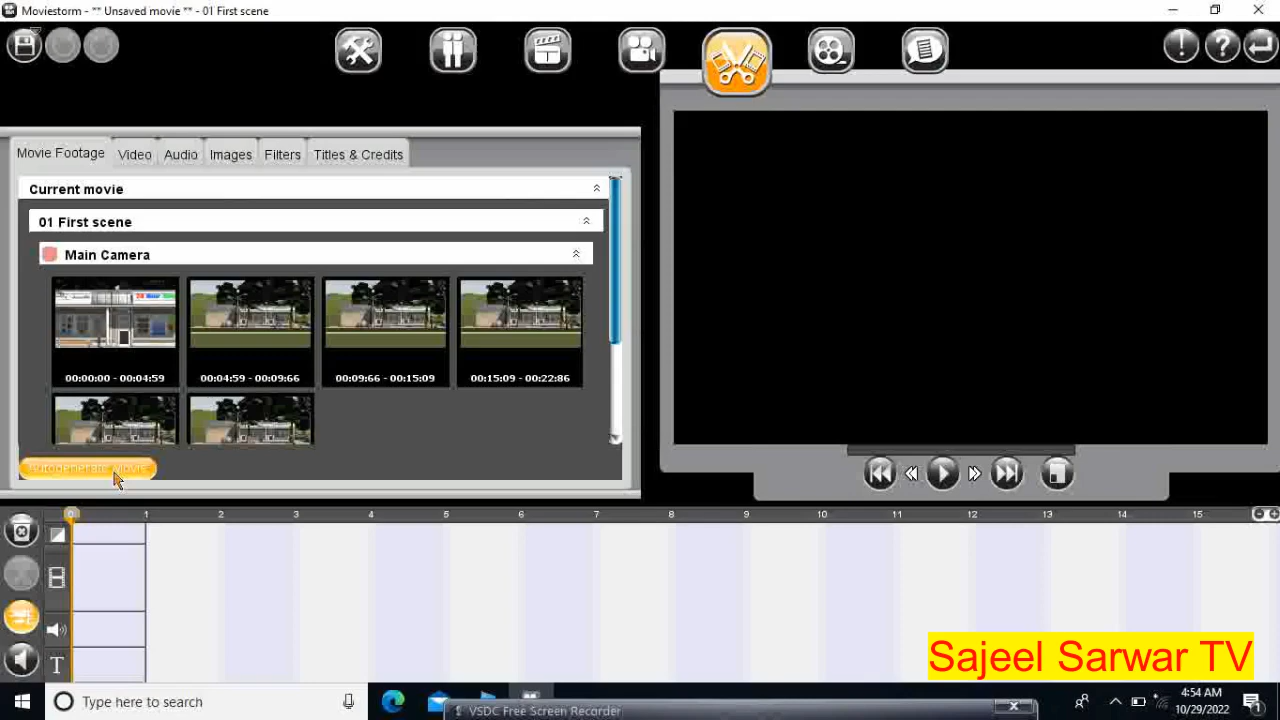 Moviestorm - ** Unsaved movie ** - 01 First scene
Movie Footage
Video
Audio
Images
Filters
Titles & Credits
Current movie
01 First scene
Main Camera
00:00:00 - 00:04:59
00:04:59 - 00:09:66
00:09:66 - 00:15:09
00:15:09 - 00:22:86
Autogenerate Movie
0 1 2 3 4 5 6 7 8 9 10 11 12 13 14 15
T
Sajeel Sarwar TV
Type here to search
VSDC Free Screen Recorder
4:54 AM
10/29/2022
1